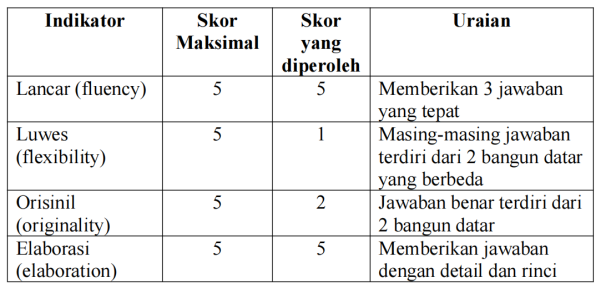 Indikator Skor Maksimal Skor yang diperoleh Uraian
Lancar (fluency) 5 5 Memberikan 3 jawaban yang tepat
Luwes (flexibility) 5 1 Masing-masing jawaban terdiri dari 2 bangun datar yang berbeda
Orisinil (originality) 5 2 Jawaban benar terdiri dari 2 bangun datar
Elaborasi (elaboration) 5 5 Memberikan jawaban dengan detail dan rinci